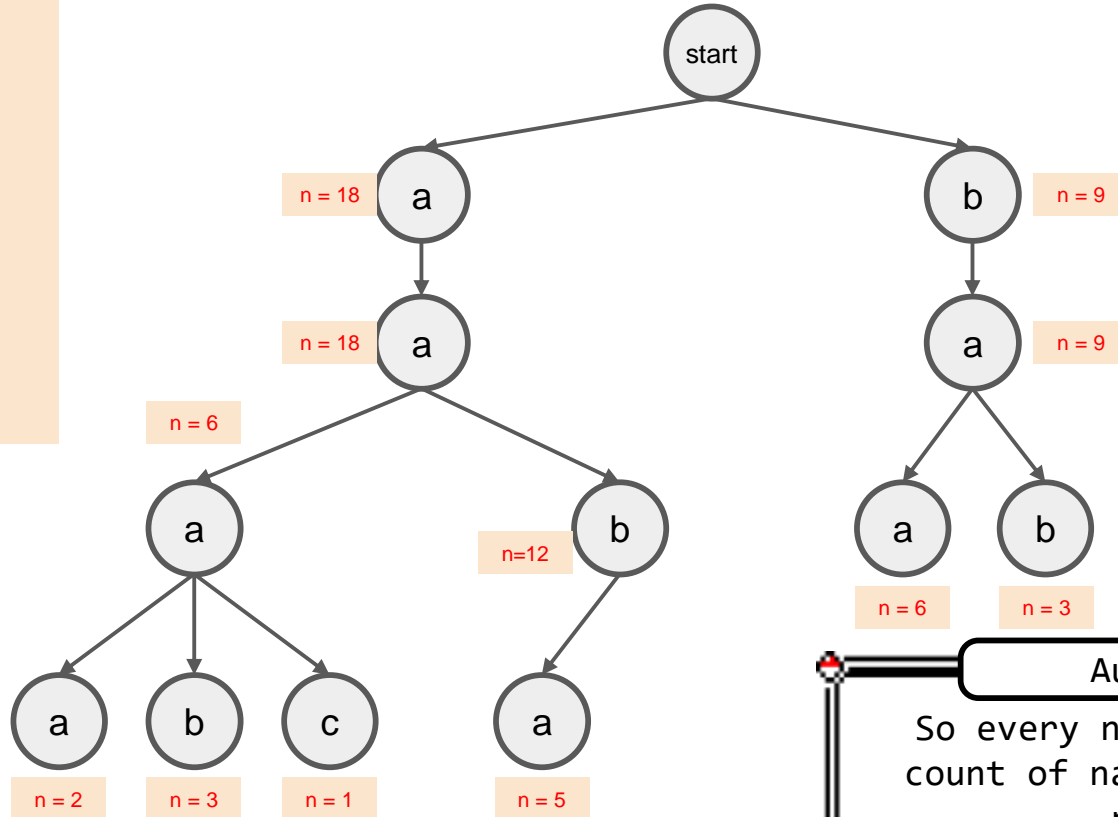 start
n = 18
a
b
n = 9
n = 18
a
a
n = 9
n = 6
a
n=12
b
a
b
n = 6
n = 3
a
b
c
a
n = 2
n = 3
n = 1
n = 5
Au
So every n
count of na